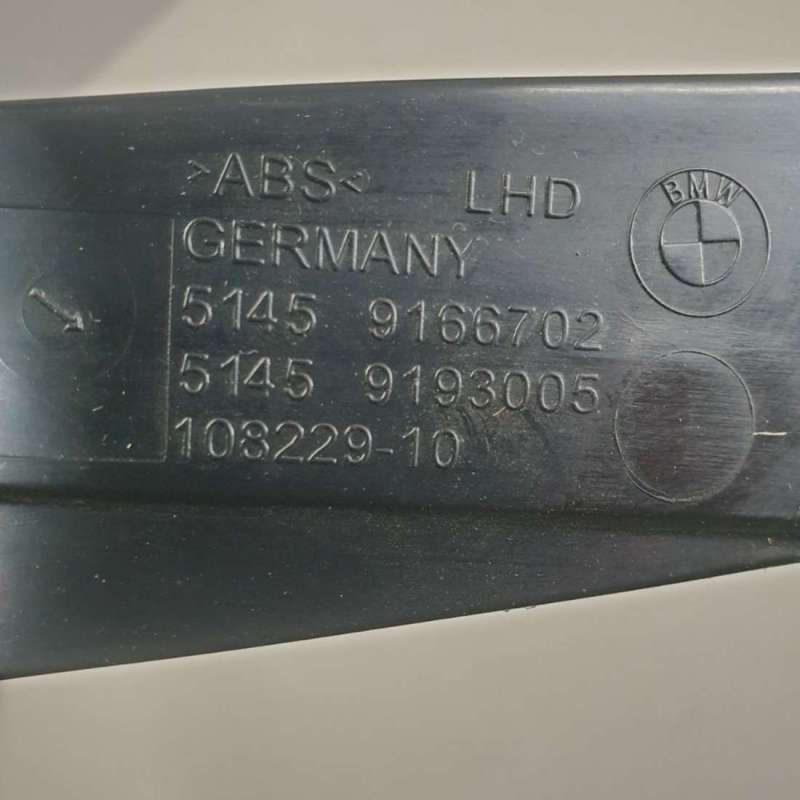 >ABS< LHD
BMW
GERMANY
5145 9166702
5145 9193005
108229-10